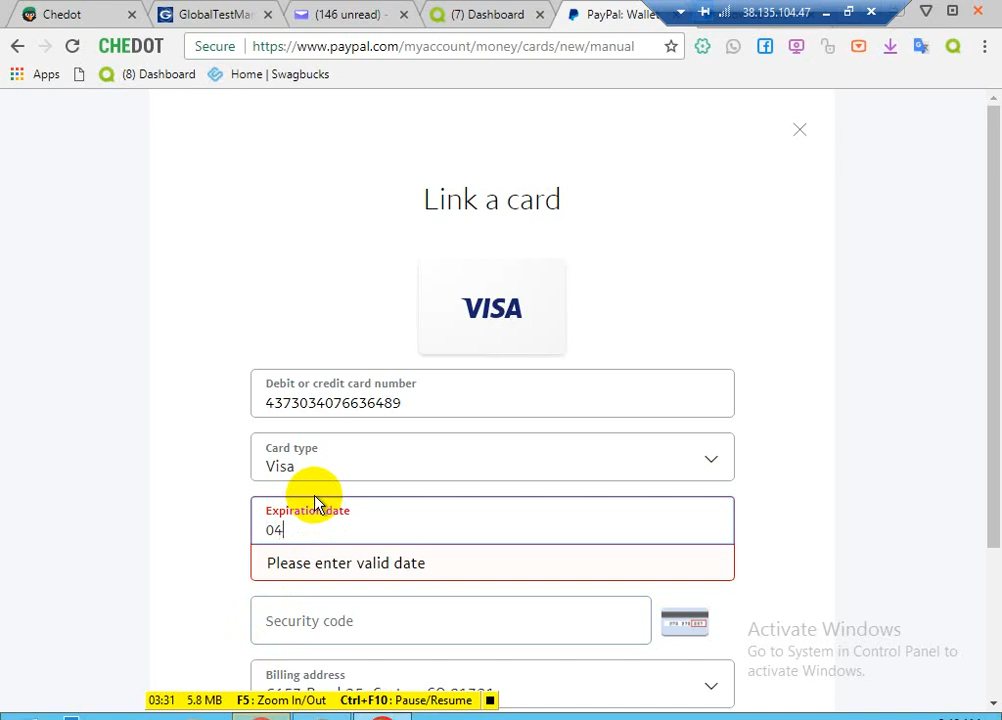 Chedot
GlobalTestMar
(146 unread) -
(7) Dashboard
PayPal: Wallet
38.135.104.47
CHEDOT
Secure
https://www.paypal.com/myaccount/money/cards/new/manual
Apps
(8) Dashboard
Home | Swagbucks
Link a card
VISA
Debit or credit card number
4373034076636489
Card type
Visa
Expiration date
04
Please enter valid date
Security code
Activate Windows
Go to System in Control Panel to
activate Windows.
Billing address
03:31 5.8 MB F5: Zoom In/Out Ctrl+F10: Pause/Resume